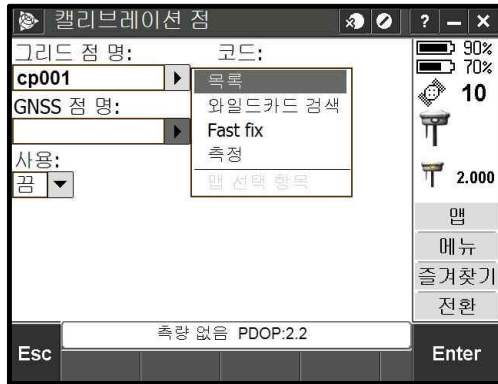 캘리브레이션 점
? – ×
그리드 점 명: 코드:
cp001
GNSS 점 명:
사용:
끔
목록
와일드카드 검색
Fast fix
측정
맵 선택 항목
90%
70%
10
2.000
맵
메뉴
즐겨찾기
전환
측량 없음 PDOP:2.2
Esc
Enter